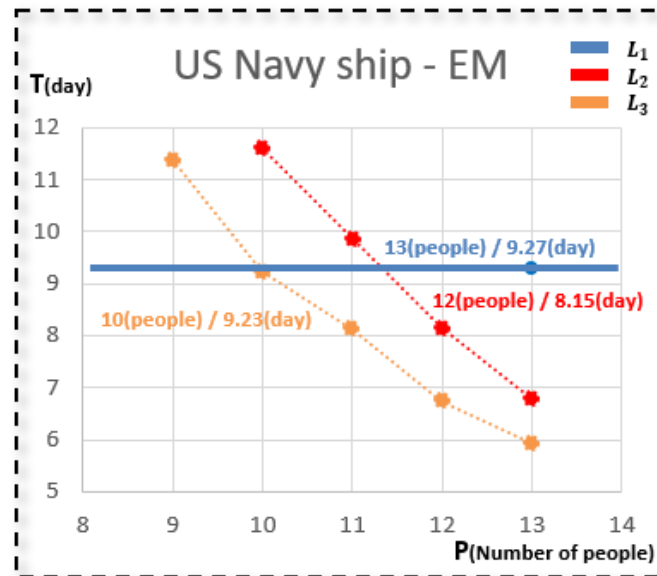 US Navy ship - EM
L₁
L₂
L₃
T(day)
12
11
10
9
8
7
6
5
13(people) / 9.27(day)
12(people) / 8.15(day)
10(people) / 9.23(day)
8 9 10 11 12 13 14
P(Number of people)